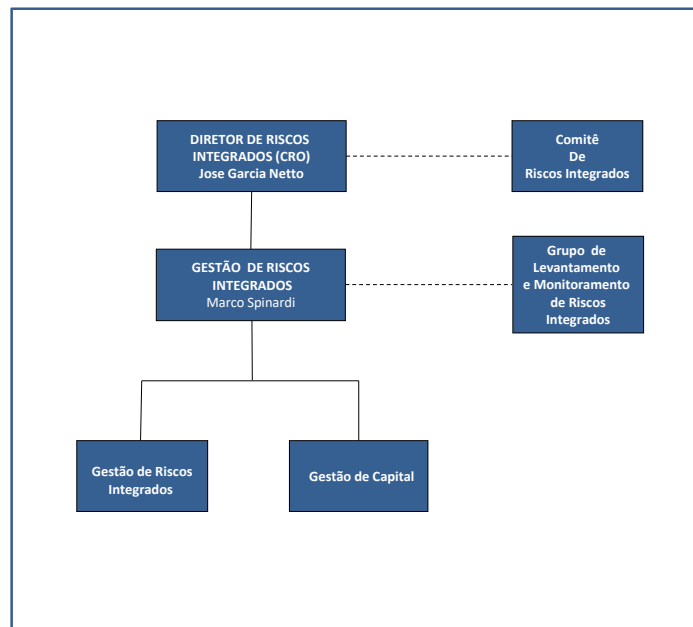 DIRETOR DE RISCOS
INTEGRADOS (CRO)
Jose Garcia Netto
Comitê
De
Riscos Integrados
GESTÃO DE RISCOS
INTEGRADOS
Marco Spinardi
Grupo de
Levantamento
e Monitoramento
de Riscos
Integrados
Gestão de Riscos
Integrados
Gestão de Capital